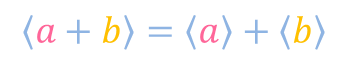 ⟨a + b⟩ = ⟨a⟩ + ⟨b⟩